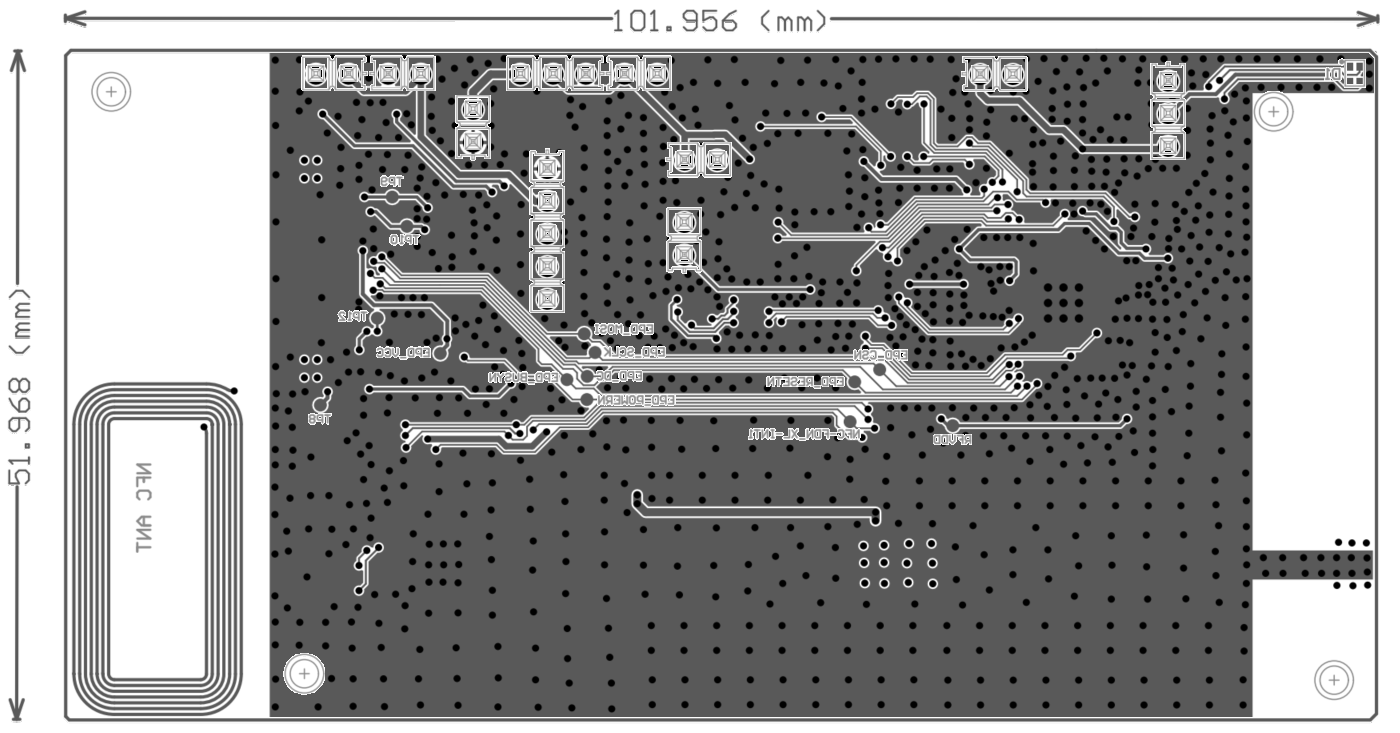 101.956 (mm)
D1
TP9
TP10
51.968 (mm)
TP12
EPD_MOSI
EPD_VCC
EPD_SCLK
EPD_CSN
EPD_BUSYN
EPD_DC
EPD_RESETN
EPD_POWERN
TP8
NFC-FDN_XL-INT1
RFVDD
NFC ANT